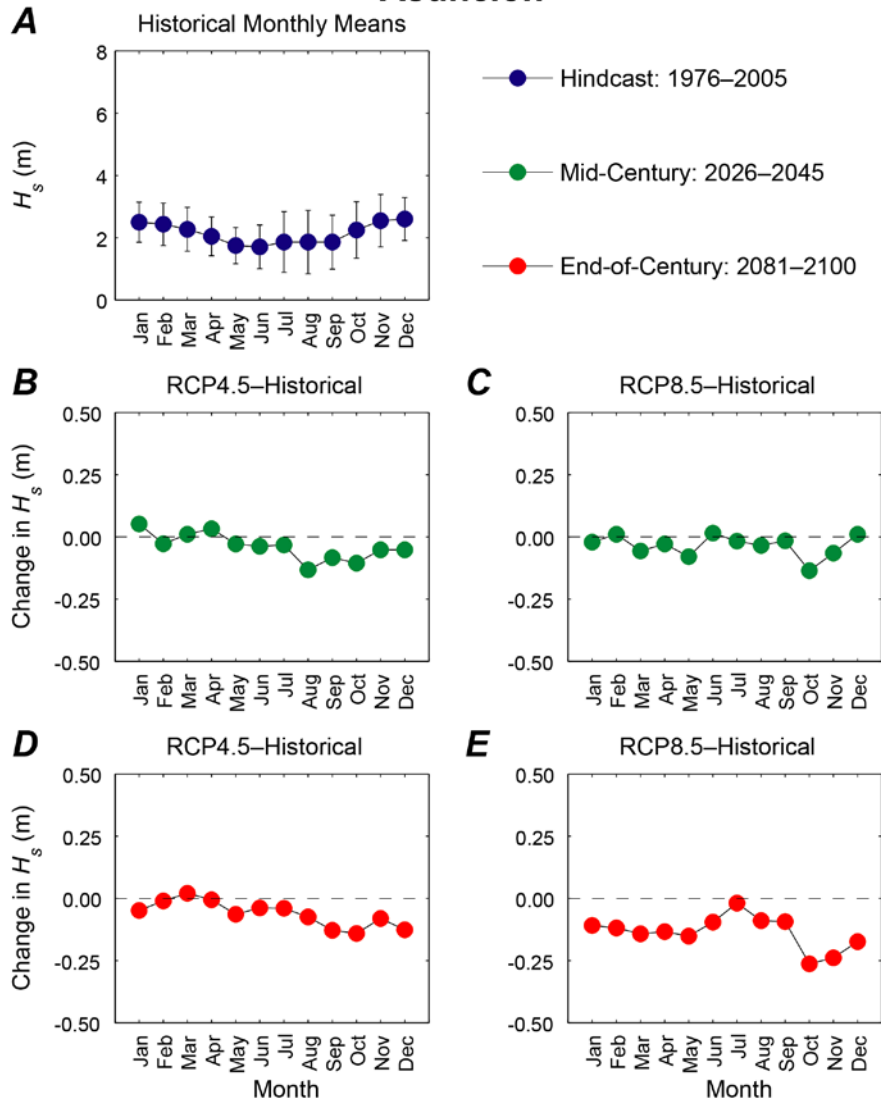 A
Historical Monthly Means
8
6
4
2
0
H_s (m)
Jan Feb Mar Apr May Jun Jul Aug Sep Oct Nov Dec
Hindcast: 1976–2005
Mid-Century: 2026–2045
End-of-Century: 2081–2100
B
RCP4.5–Historical
0.50
0.25
0.00
-0.25
-0.50
Change in H_s (m)
Jan Feb Mar Apr May Jun Jul Aug Sep Oct Nov Dec
C
RCP8.5–Historical
0.50
0.25
0.00
-0.25
-0.50
Jan Feb Mar Apr May Jun Jul Aug Sep Oct Nov Dec
D
RCP4.5–Historical
0.50
0.25
0.00
-0.25
-0.50
Change in H_s (m)
Jan Feb Mar Apr May Jun Jul Aug Sep Oct Nov Dec
Month
E
RCP8.5–Historical
0.50
0.25
0.00
-0.25
-0.50
Jan Feb Mar Apr May Jun Jul Aug Sep Oct Nov Dec
Month